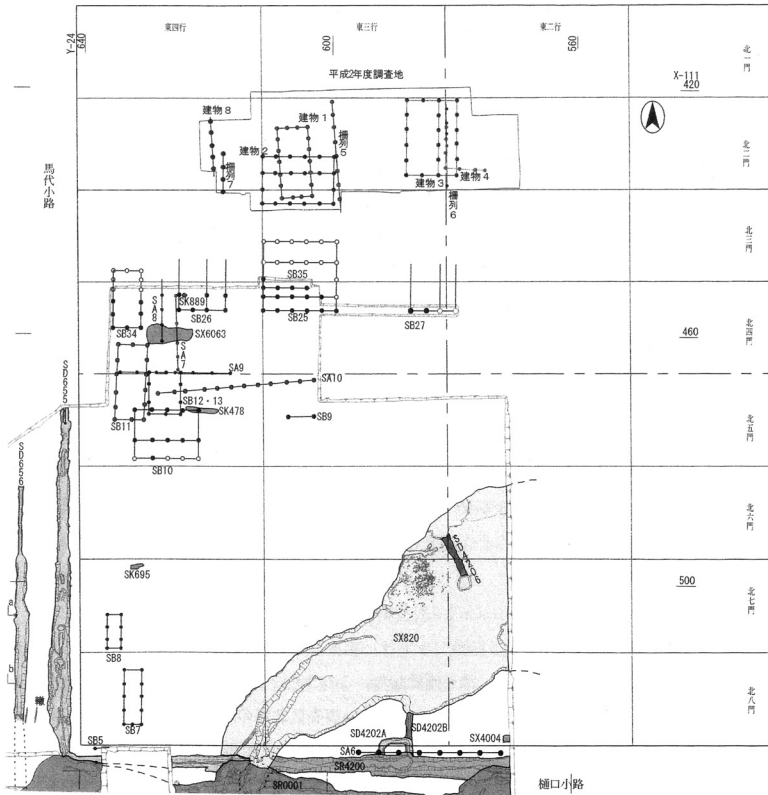 東四行
東三行
東二行
Y-24
640
600
560
平成2年度調査地
X-111
420
北一門
建物8
建物1
建物2
柵列5
柵列7
建物3
建物4
柵列6
北二門
馬代小路
北三門
SB35
SA8
SK889
SB26
SB25
SB27
SB34
SX6063
SA7
460
北四門
SA9
SA10
SD655
SB12・13
SK478
SB9
SB11
SB10
北五門
SD656
北六門
SK695
500
北七門
a
SX820
SB8
b
SB7
北八門
SD4202A
SD4202B
SB5
SA6
SX4004
SR4200
SR0001
樋口小路